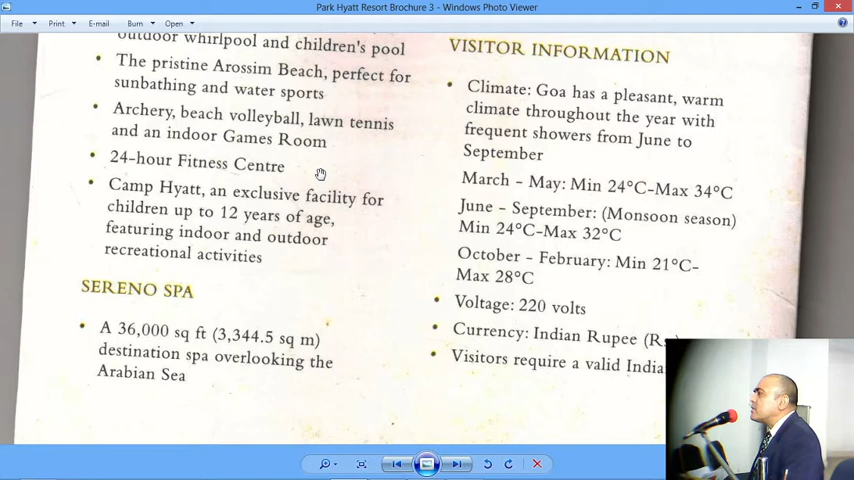 Park Hyatt Resort Brochure 3 - Windows Photo Viewer
File Print E-mail Burn Open
outdoor whirlpool and children's pool
• The pristine Arossim Beach, perfect for
sunbathing and water sports
• Archery, beach volleyball, lawn tennis
and an indoor Games Room
• 24-hour Fitness Centre
• Camp Hyatt, an exclusive facility for
children up to 12 years of age,
featuring indoor and outdoor
recreational activities
SERENO SPA
• A 36,000 sq ft (3,344.5 sq m)
destination spa overlooking the
Arabian Sea
VISITOR INFORMATION
• Climate: Goa has a pleasant, warm
climate throughout the year with
frequent showers from June to
September
March - May: Min 24°C-Max 34°C
June - September: (Monsoon season)
Min 24°C-Max 32°C
October - February: Min 21°C-
Max 28°C
• Voltage: 220 volts
• Currency: Indian Rupee (Rs
• Visitors require a valid India